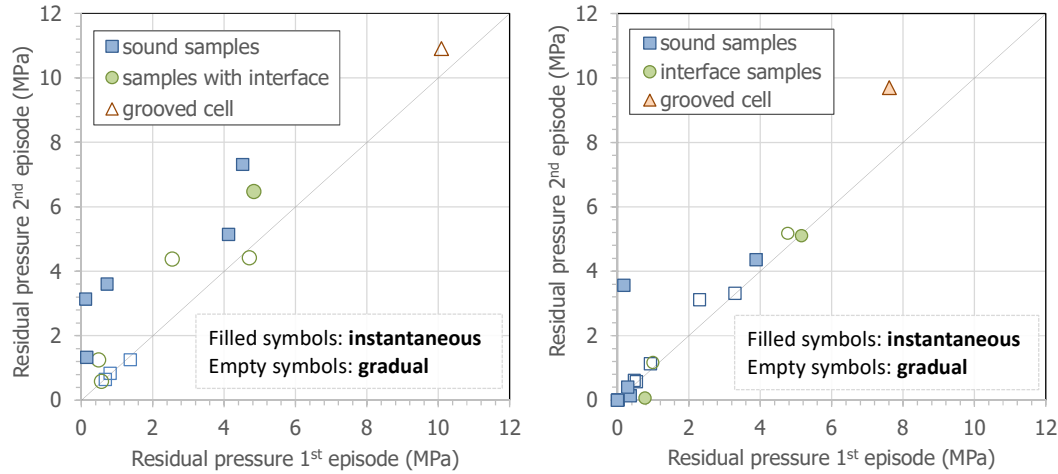 Residual pressure 2nd episode (MPa)
12
10
8
6
4
2
0
sound samples
samples with interface
grooved cell
Filled symbols: instantaneous
Empty symbols: gradual
0
2
4
6
8
10
12
Residual pressure 1st episode (MPa)
Residual pressure 2nd episode (MPa)
12
10
8
6
4
2
0
sound samples
interface samples
grooved cell
Filled symbols: instantaneous
Empty symbols: gradual
0
2
4
6
8
10
12
Residual pressure 1st episode (MPa)